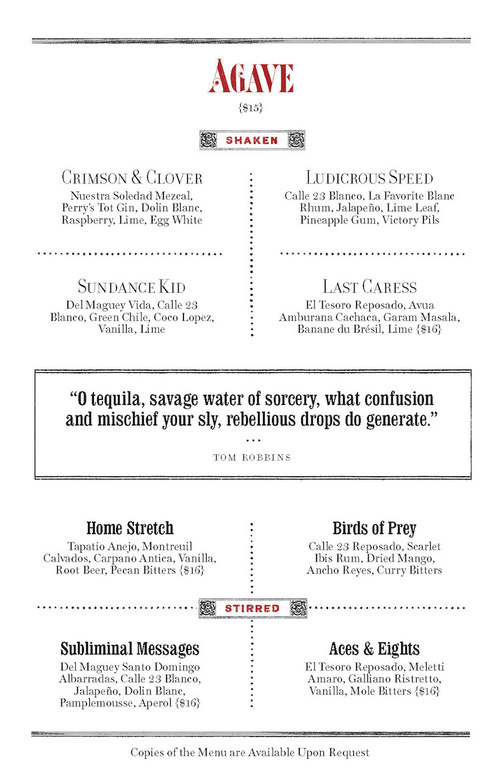 AGAVE
{$15}
SHAKEN
CRIMSON & CLOVER
Nuestra Soledad Mezcal,
Perry's Tot Gin, Dolin Blanc,
Raspberry, Lime, Egg White
LUDICROUS SPEED
Calle 23 Blanco, La Favorite Blanc
Rhum, Jalapeño, Lime Leaf,
Pineapple Gum, Victory Pils
SUNDANCE KID
Del Maguey Vida, Calle 23
Blanco, Green Chile, Coco Lopez,
Vanilla, Lime
LAST CARESS
El Tesoro Reposado, Avua
Amburana Cachaca, Garam Masala,
Banane du Brésil, Lime {$16}
“O tequila, savage water of sorcery, what confusion
and mischief your sly, rebellious drops do generate.”
TOM ROBBINS
Home Stretch
Tapatio Anejo, Montreuil
Calvados, Carpano Antica, Vanilla,
Root Beer, Pecan Bitters {$16}
Birds of Prey
Calle 23 Reposado, Scarlet
Ibis Rum, Dried Mango,
Ancho Reyes, Curry Bitters
STIRRED
Subliminal Messages
Del Maguey Santo Domingo
Albarradas, Calle 23 Blanco,
Jalapeño, Dolin Blanc,
Pamplemousse, Aperol {$16}
Aces & Eights
El Tesoro Reposado, Meletti
Amaro, Galliano Ristretto,
Vanilla, Mole Bitters {$16}
Copies of the Menu are Available Upon Request